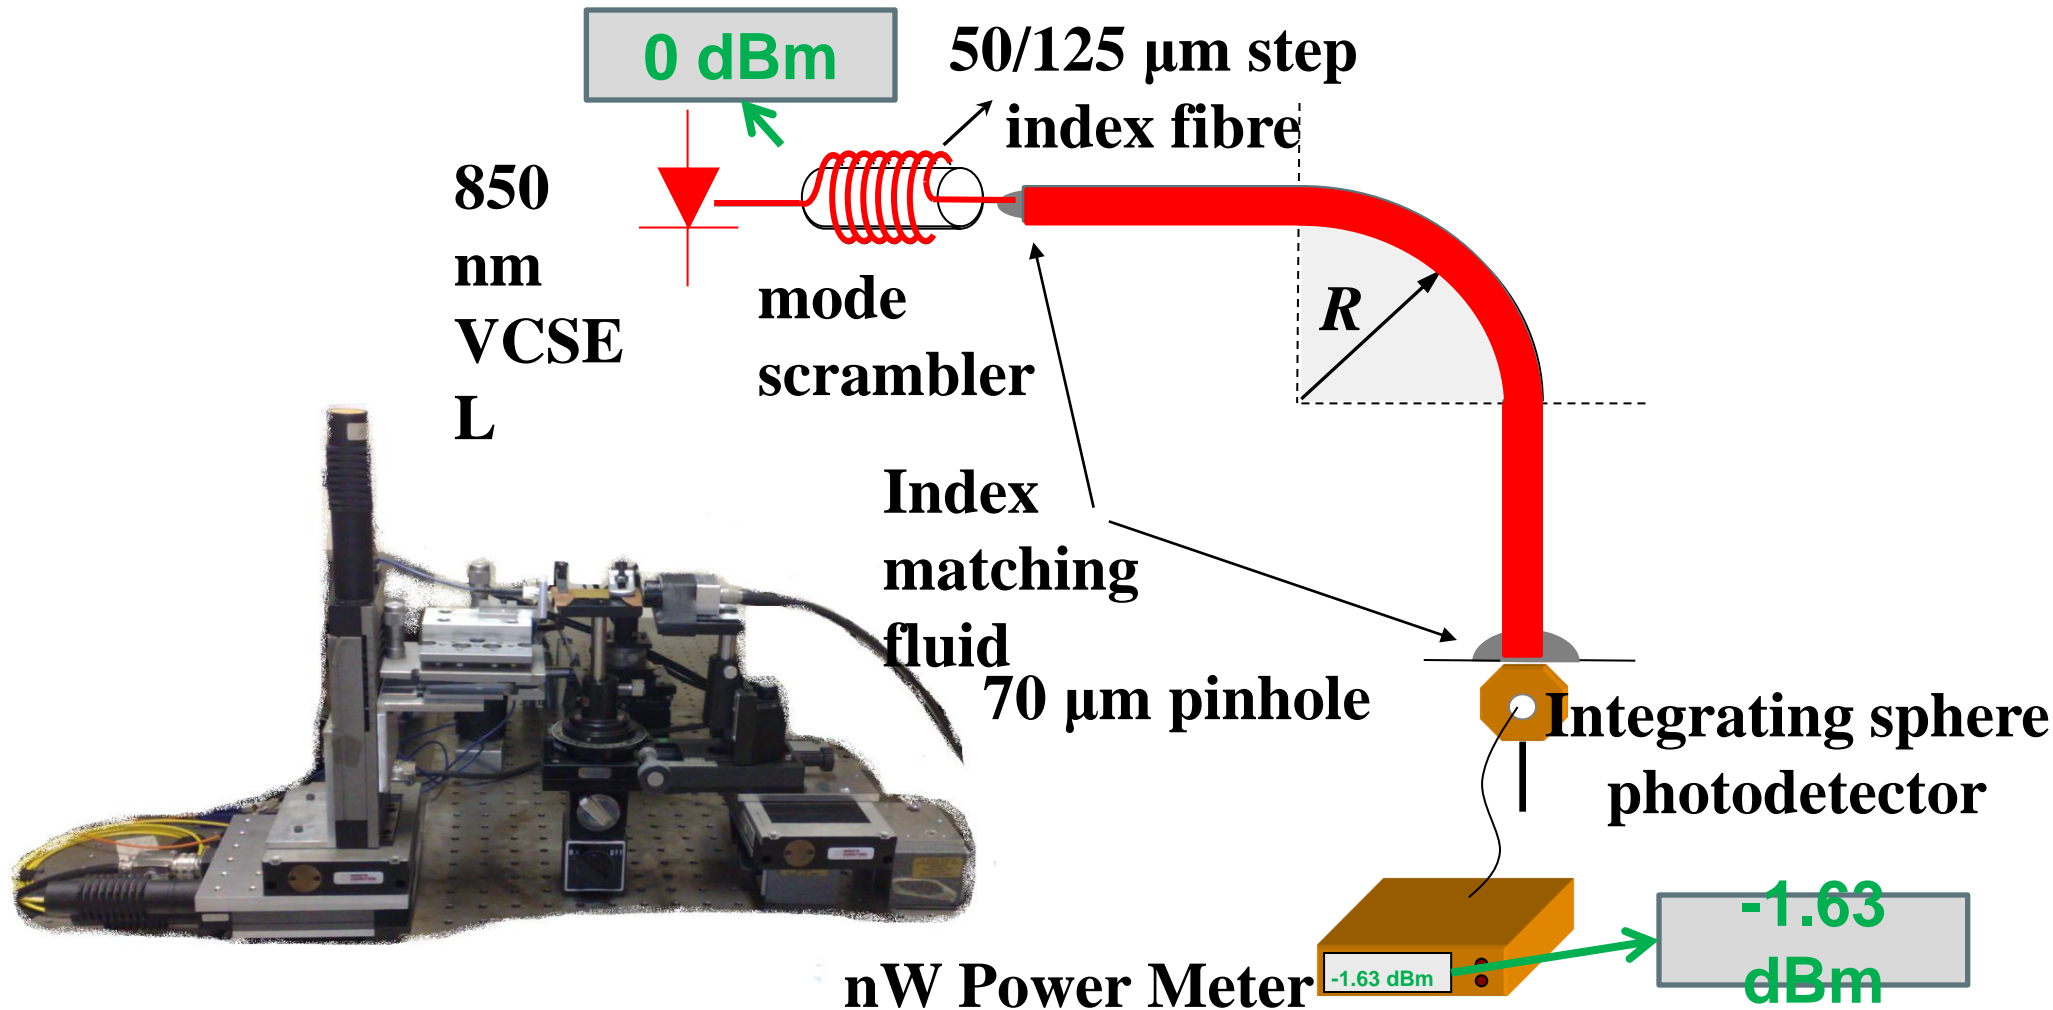 0 dBm
50/125 μm step
index fibre
850
nm
VCSE
L
mode
scrambler
R
Index
matching
fluid
70 μm pinhole
Integrating sphere
photodetector
-1.63
dBm
-1.63 dBm
nW Power Meter